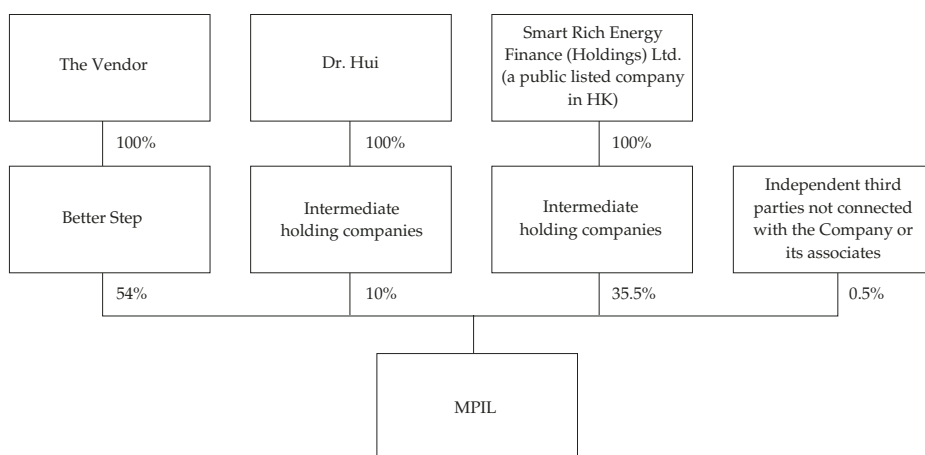 The Vendor
Dr. Hui
Smart Rich Energy
Finance (Holdings) Ltd.
(a public listed company
in HK)
100%
100%
100%
Better Step
Intermediate
holding companies
Intermediate
holding companies
Independent third
parties not connected
with the Company or
its associates
54%
10%
35.5%
0.5%
MPIL